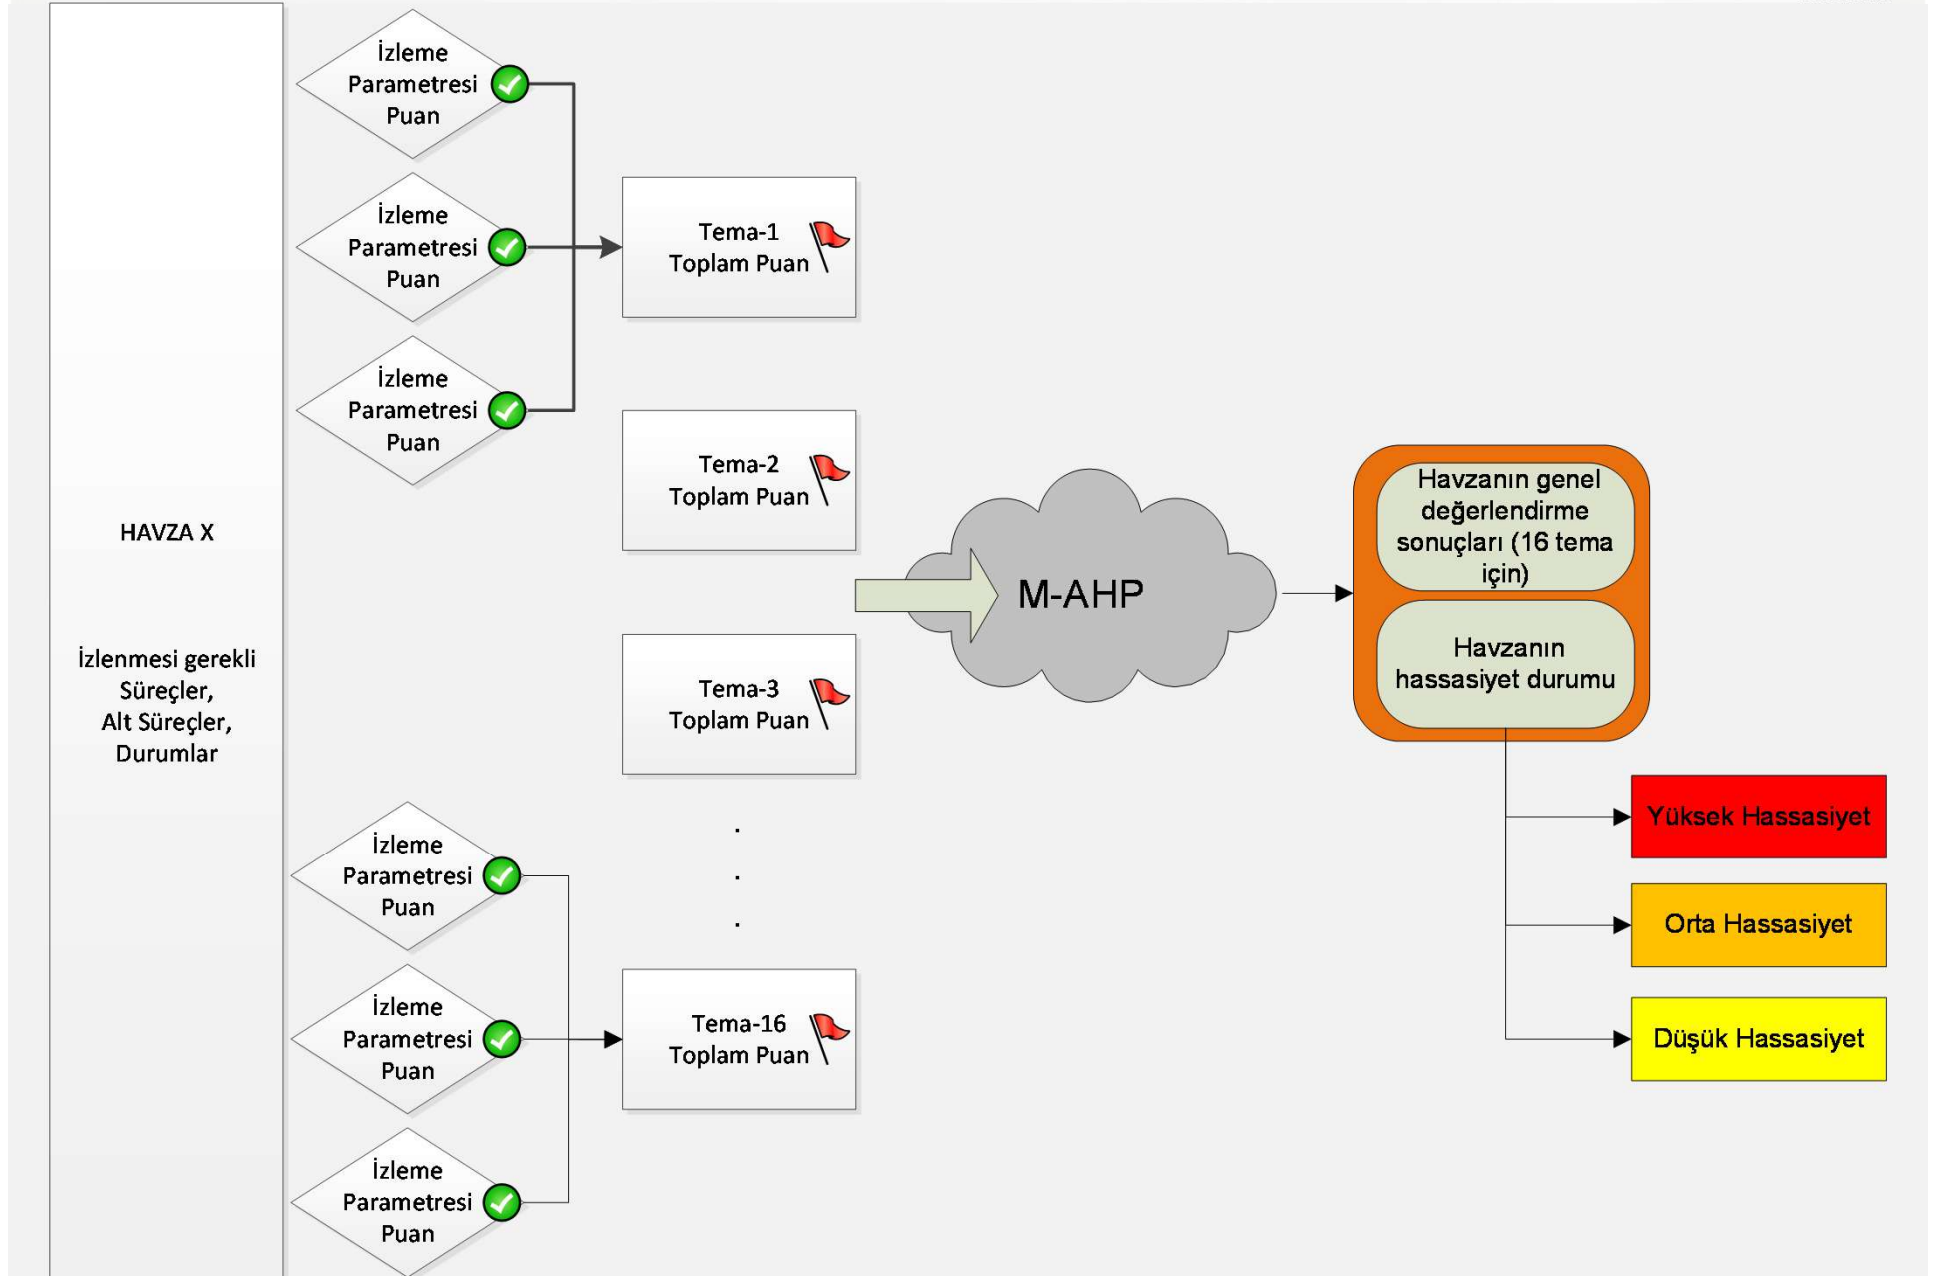 HAVZA X
İzlenmesi gerekli
Süreçler,
Alt Süreçler,
Durumlar
İzleme
Parametresi
Puan
İzleme
Parametresi
Puan
İzleme
Parametresi
Puan
İzleme
Parametresi
Puan
İzleme
Parametresi
Puan
İzleme
Parametresi
Puan
Tema-1
Toplam Puan
Tema-2
Toplam Puan
Tema-3
Toplam Puan
.
.
.
Tema-16
Toplam Puan
M-AHP
Havzanın genel
değerlendirme
sonuçları (16 tema
için)
Havzanın
hassasiyet durumu
Yüksek Hassasiyet
Orta Hassasiyet
Düşük Hassasiyet